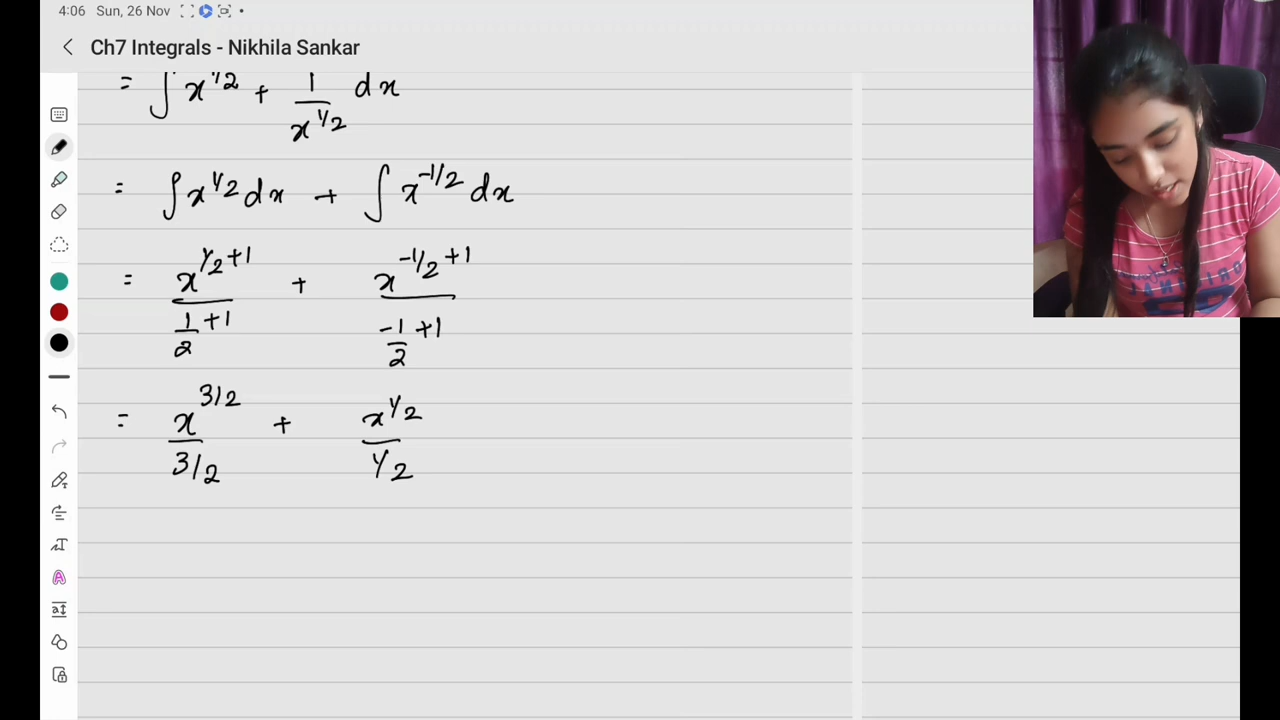 4:06 Sun, 26 Nov
Ch7 Integrals - Nikhila Sankar
= ∫ x^1/2 + 1/x^1/2 dx
= ∫x^1/2 dx + ∫ x^-1/2 dx
= x^1/2+1 / 1/2 +1 + x^-1/2+1 / -1/2 +1
= x^3/2 / 3/2 + x^1/2 / 1/2